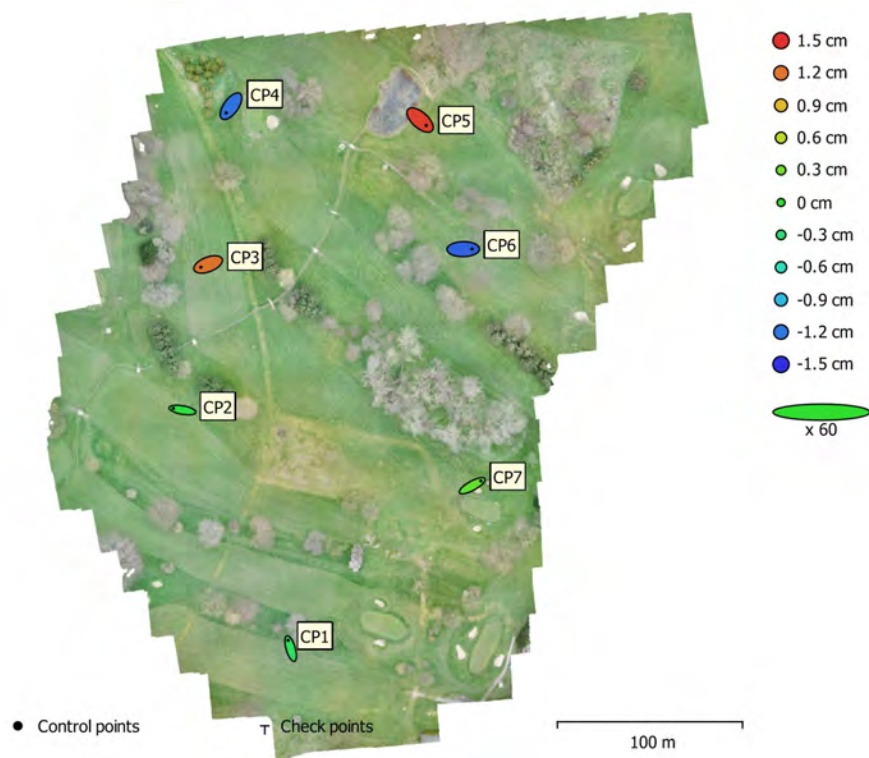 CP4
CP5
CP6
CP3
CP2
CP7
CP1
1.5 cm
1.2 cm
0.9 cm
0.6 cm
0.3 cm
0 cm
-0.3 cm
-0.6 cm
-0.9 cm
-1.2 cm
-1.5 cm
x 60
Control points
Check points
100 m